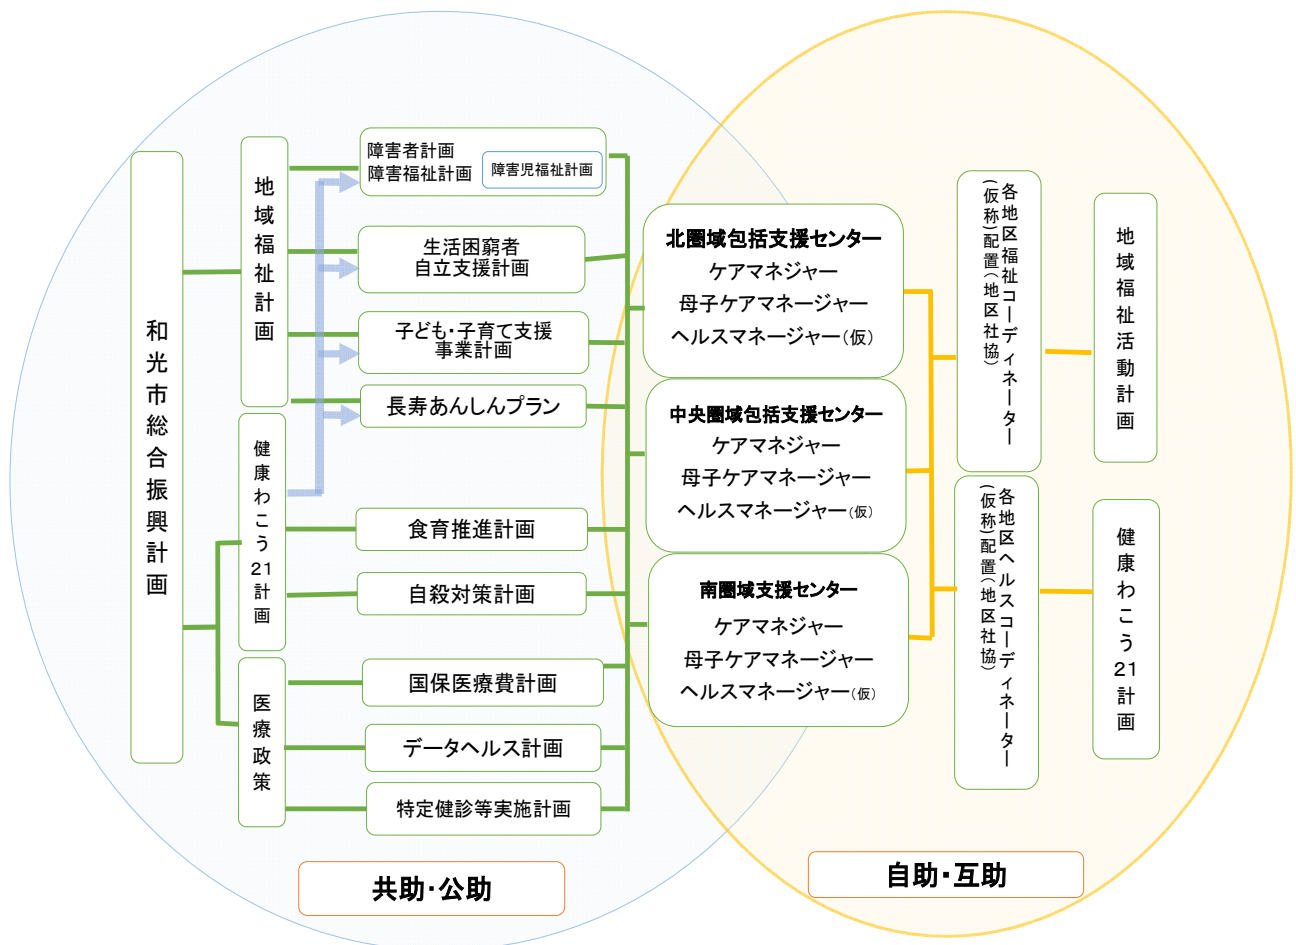 和光市総合振興計画
地域福祉計画
健康わこう21計画
医療政策
障害者計画
障害福祉計画
障害児福祉計画
生活困窮者
自立支援計画
子ども・子育て支援
事業計画
長寿あんしんプラン
食育推進計画
自殺対策計画
国保医療費計画
データヘルス計画
特定健診等実施計画
共助・公助
北圏域包括支援センター
ケアマネジャー
母子ケアマネージャー
ヘルスマネージャー(仮)
中央圏域包括支援センター
ケアマネジャー
母子ケアマネージャー
ヘルスマネージャー(仮)
南圏域支援センター
ケアマネジャー
母子ケアマネージャー
ヘルスマネージャー(仮)
各地区福祉コーディネーター
(仮称)配置(地区社協)
各地区ヘルスコーディネーター
(仮称)配置(地区社協)
地域福祉活動計画
健康わこう21計画
自助・互助